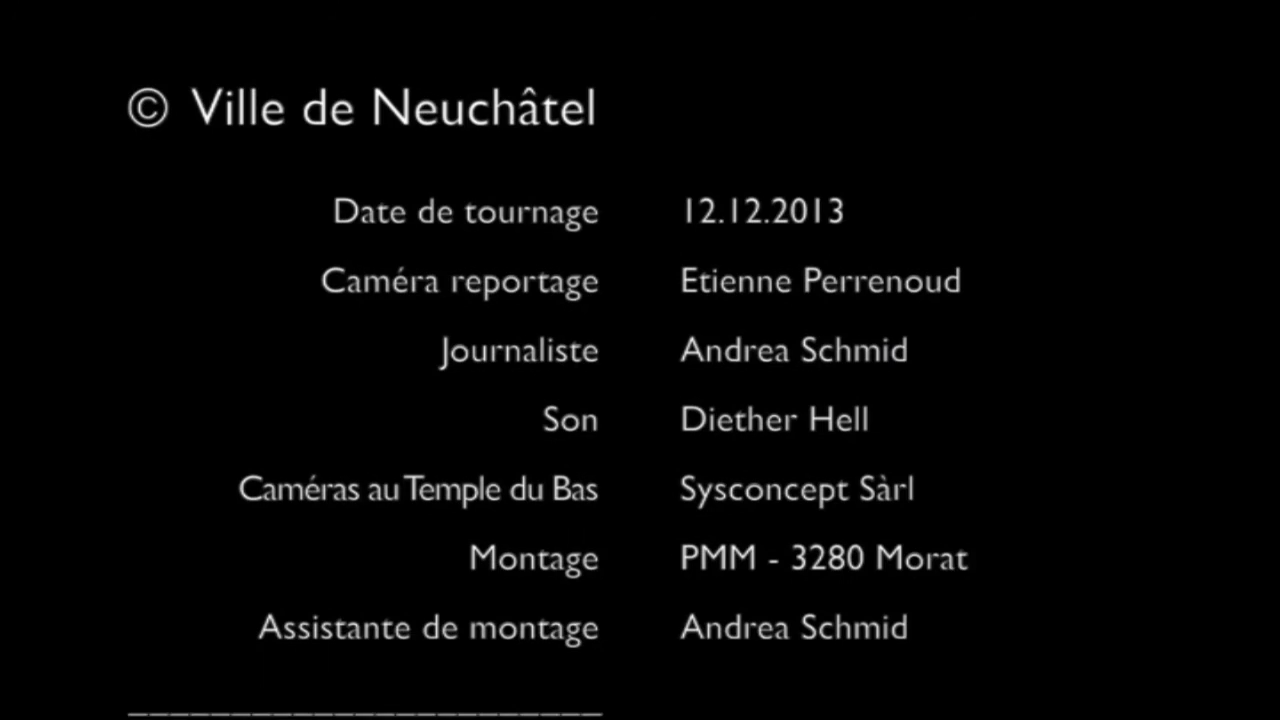 © Ville de Neuchâtel
Date de tournage 12.12.2013
Caméra reportage Etienne Perrenoud
Journaliste Andrea Schmid
Son Diether Hell
Caméras au Temple du Bas Sysconcept Sàrl
Montage PMM - 3280 Morat
Assistante de montage Andrea Schmid